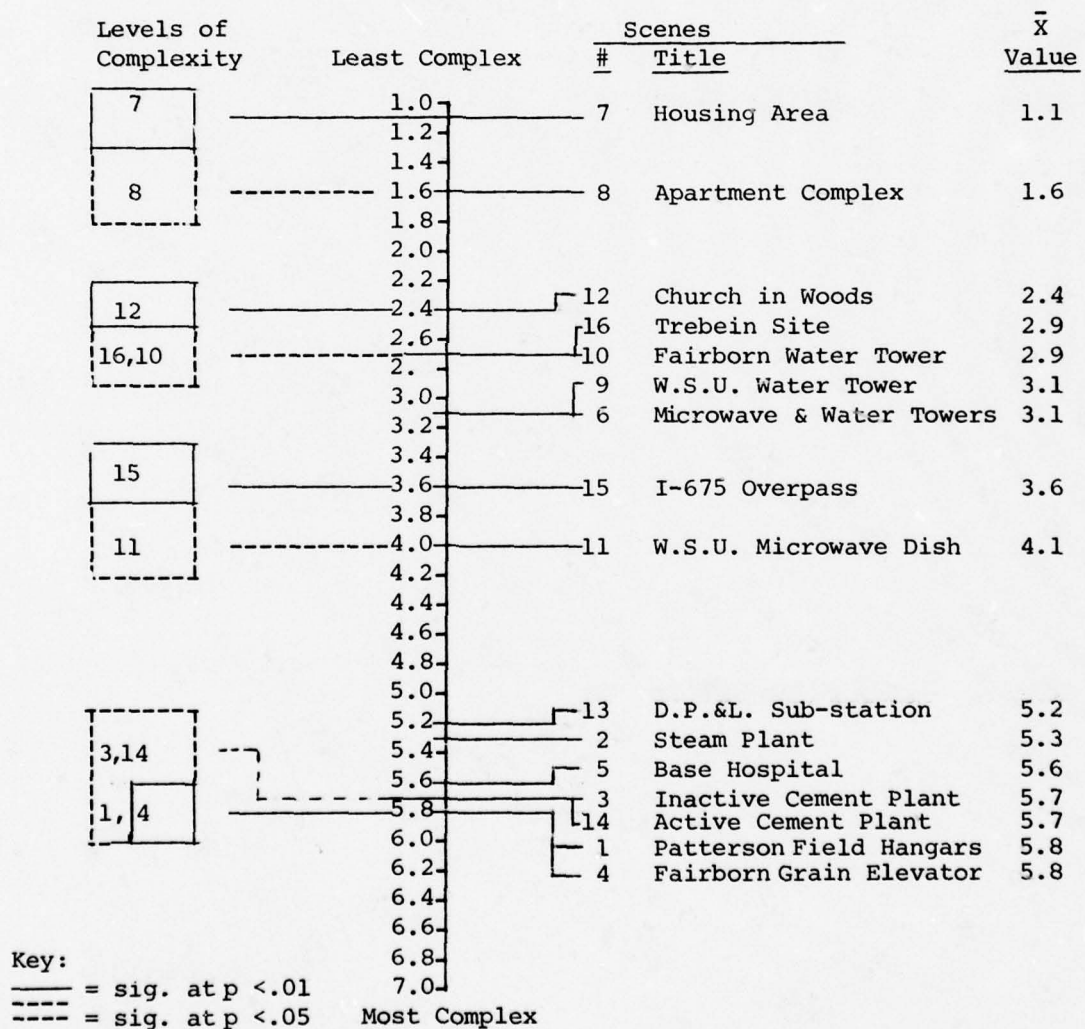 Levels of Complexity
Least Complex
Scenes
# Title
X̄ Value
7 1.0 7 Housing Area 1.1
1.2
1.4
8 1.6 8 Apartment Complex 1.6
1.8
2.0
2.2
12 2.4 12 Church in Woods 2.4
2.6 16 Trebein Site 2.9
16,10 2. 10 Fairborn Water Tower 2.9
3.0 9 W.S.U. Water Tower 3.1
3.2 6 Microwave & Water Towers 3.1
3.4
15 3.6 15 I-675 Overpass 3.6
3.8
11 4.0 11 W.S.U. Microwave Dish 4.1
4.2
4.4
4.6
4.8
5.0
5.2 13 D.P.&L. Sub-station 5.2
3,14 5.4 2 Steam Plant 5.3
5.6 5 Base Hospital 5.6
3 Inactive Cement Plant 5.7
1, 4 5.8 14 Active Cement Plant 5.7
6.0 1 Patterson Field Hangars 5.8
6.2 4 Fairborn Grain Elevator 5.8
6.4
6.6
6.8
7.0
Most Complex
Key:
= sig. at p <.01
= sig. at p <.05